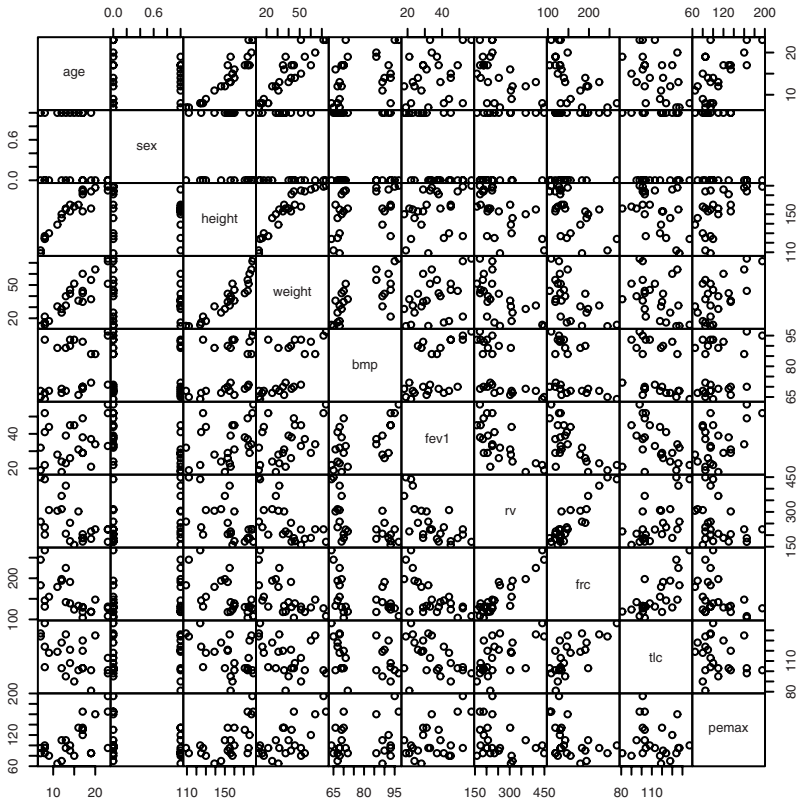 0.0 0.6 20 50 20 40 100 200 60 120 200
age 10 20
0.0 0.6 sex
height 110 150
20 50 weight
bmp 65 80 95
20 40 fev1
rv 150 300 450
100 200 frc
tlc 80 110
60 120 200 pemax
10 20 110 150 65 80 95 150 300 450 80 110